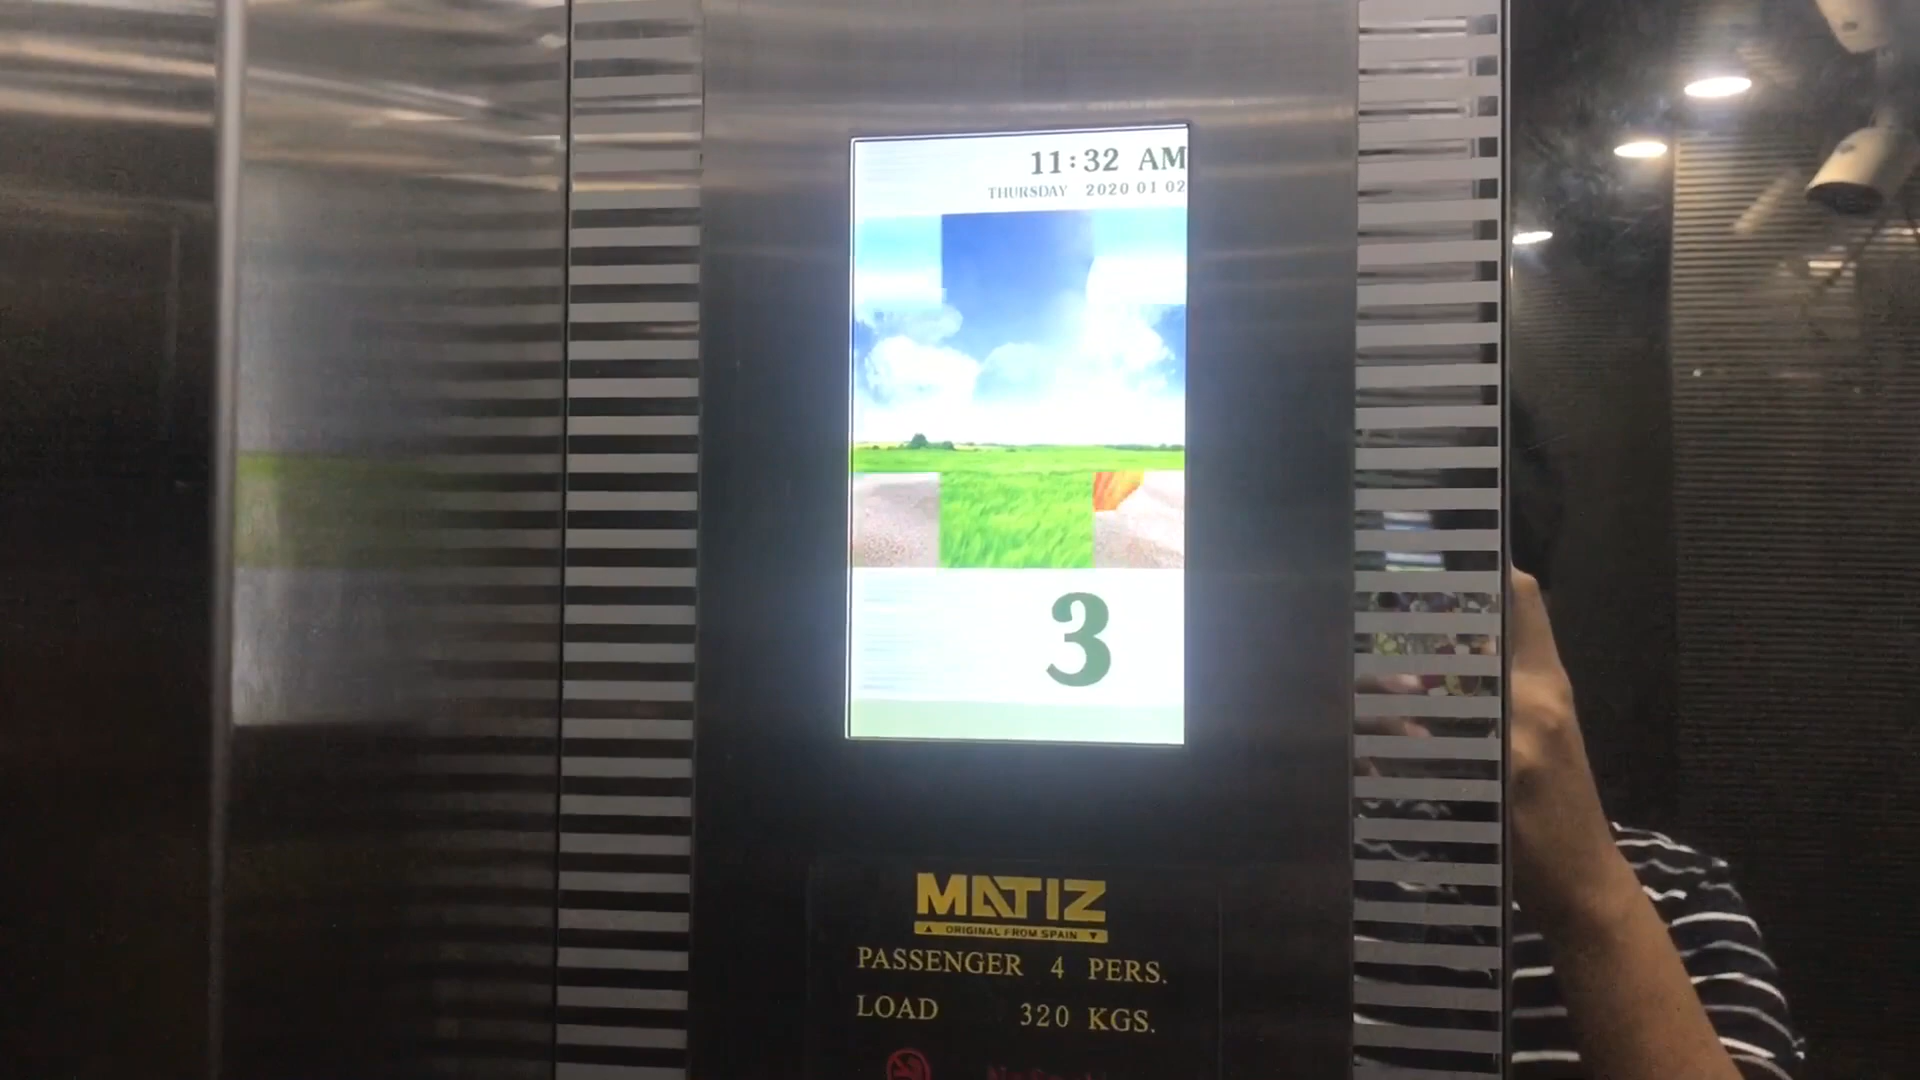 11:32 AM
THURSDAY 2020 01 02
3
MATIZ
▲ ORIGINAL FROM SPAIN ▼
PASSENGER 4 PERS.
LOAD 320 KGS.